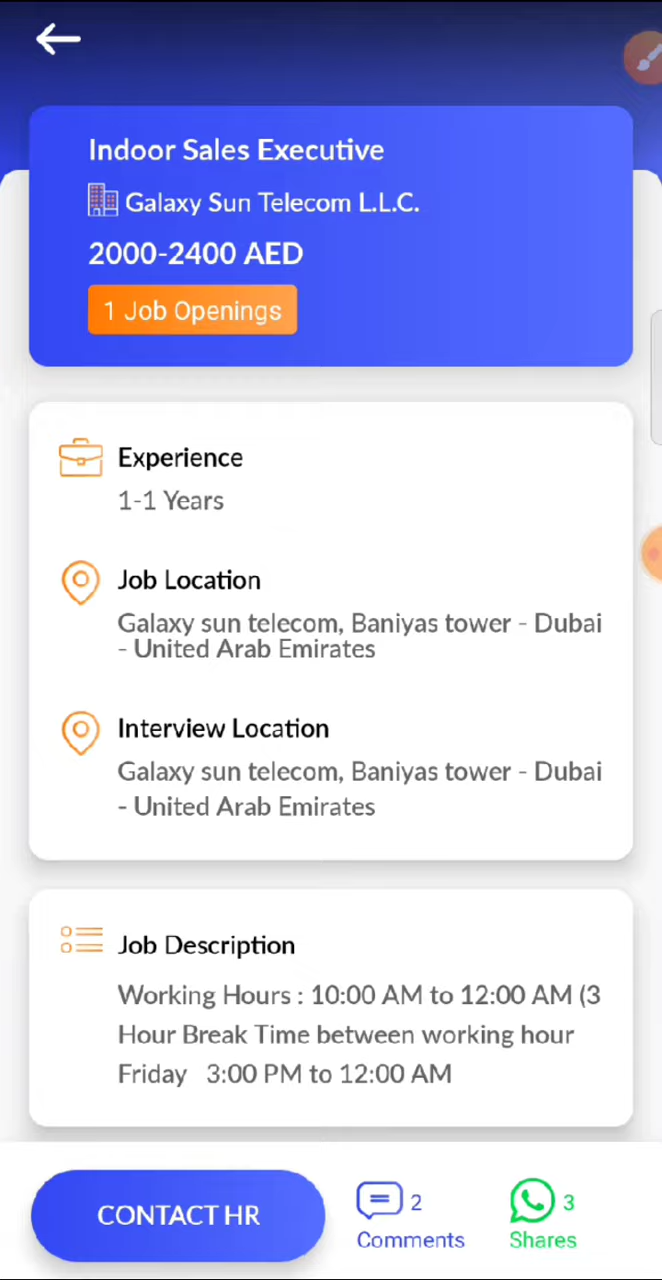 Indoor Sales Executive
Galaxy Sun Telecom L.L.C.
2000-2400 AED
1 Job Openings
Experience
1-1 Years
Job Location
Galaxy sun telecom, Baniyas tower - Dubai
- United Arab Emirates
Interview Location
Galaxy sun telecom, Baniyas tower - Dubai
- United Arab Emirates
Job Description
Working Hours : 10:00 AM to 12:00 AM (3
Hour Break Time between working hour
Friday 3:00 PM to 12:00 AM
CONTACT HR
2
Comments
3
Shares